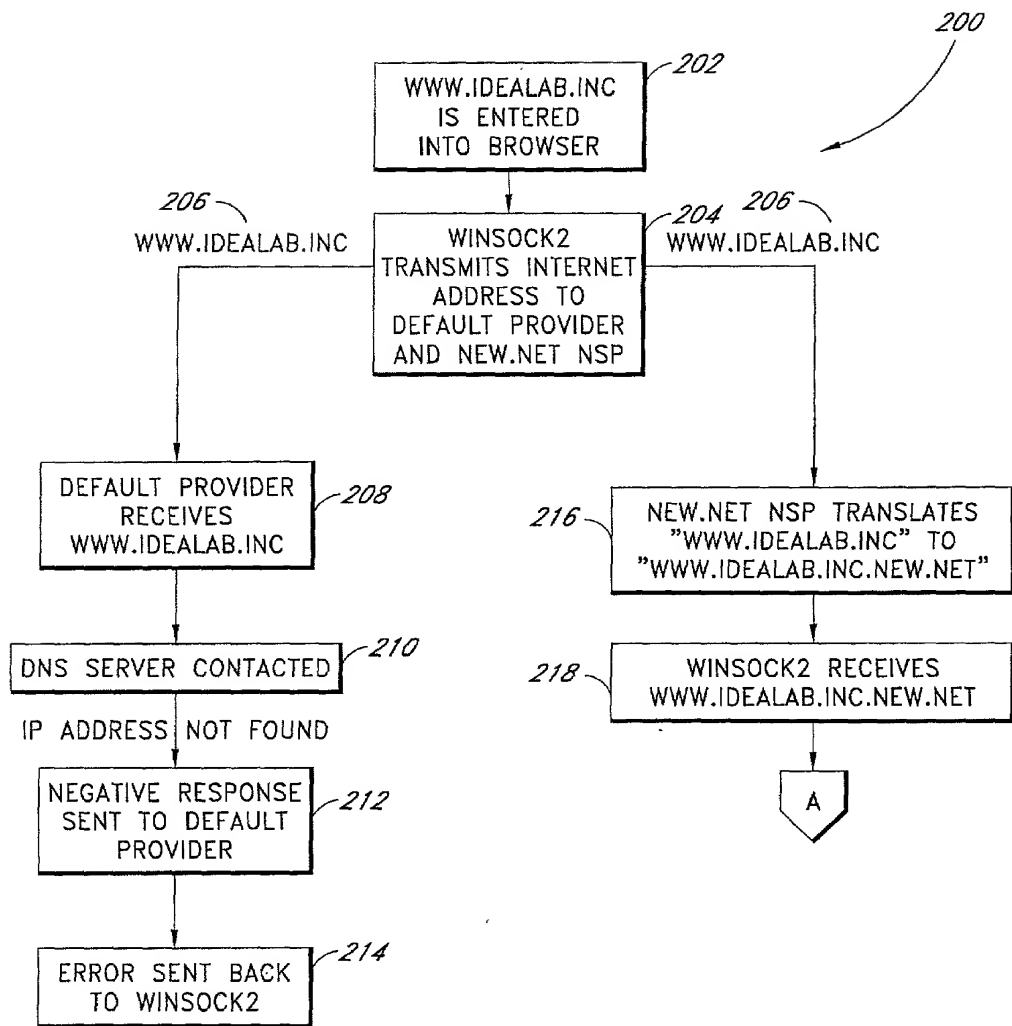 200
202
WWW.IDEALAB.INC
IS ENTERED
INTO BROWSER
206
WWW.IDEALAB.INC
204
WINSOCK2
TRANSMITS INTERNET
ADDRESS TO
DEFAULT PROVIDER
AND NEW.NET NSP
206
WWW.IDEALAB.INC
DEFAULT PROVIDER
RECEIVES
WWW.IDEALAB.INC
208
DNS SERVER CONTACTED
210
IP ADDRESS NOT FOUND
NEGATIVE RESPONSE
SENT TO DEFAULT
PROVIDER
212
ERROR SENT BACK
TO WINSOCK2
214
216
NEW.NET NSP TRANSLATES
"WWW.IDEALAB.INC" TO
"WWW.IDEALAB.INC.NEW.NET"
218
WINSOCK2 RECEIVES
WWW.IDEALAB.INC.NEW.NET
A